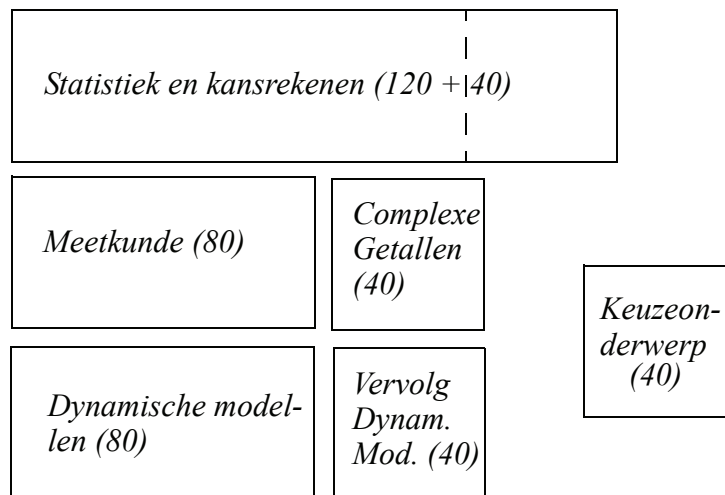 Statistiek en kansrekenen (120 + 40)
Meetkunde (80)
Complexe
Getallen
(40)
Keuzeon-
derwerp
(40)
Dynamische model-
len (80)
Vervolg
Dynam.
Mod. (40)